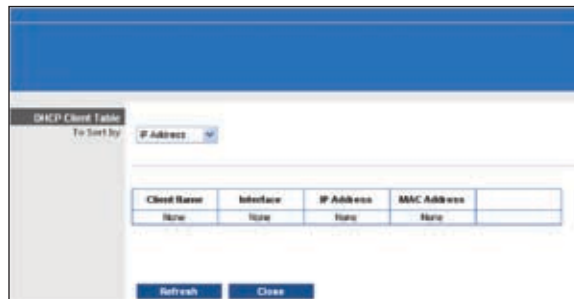 DHCP Client Table
To Sort by IP Address
Client Name Interface IP Address MAC Address
None None None None
Refresh Close